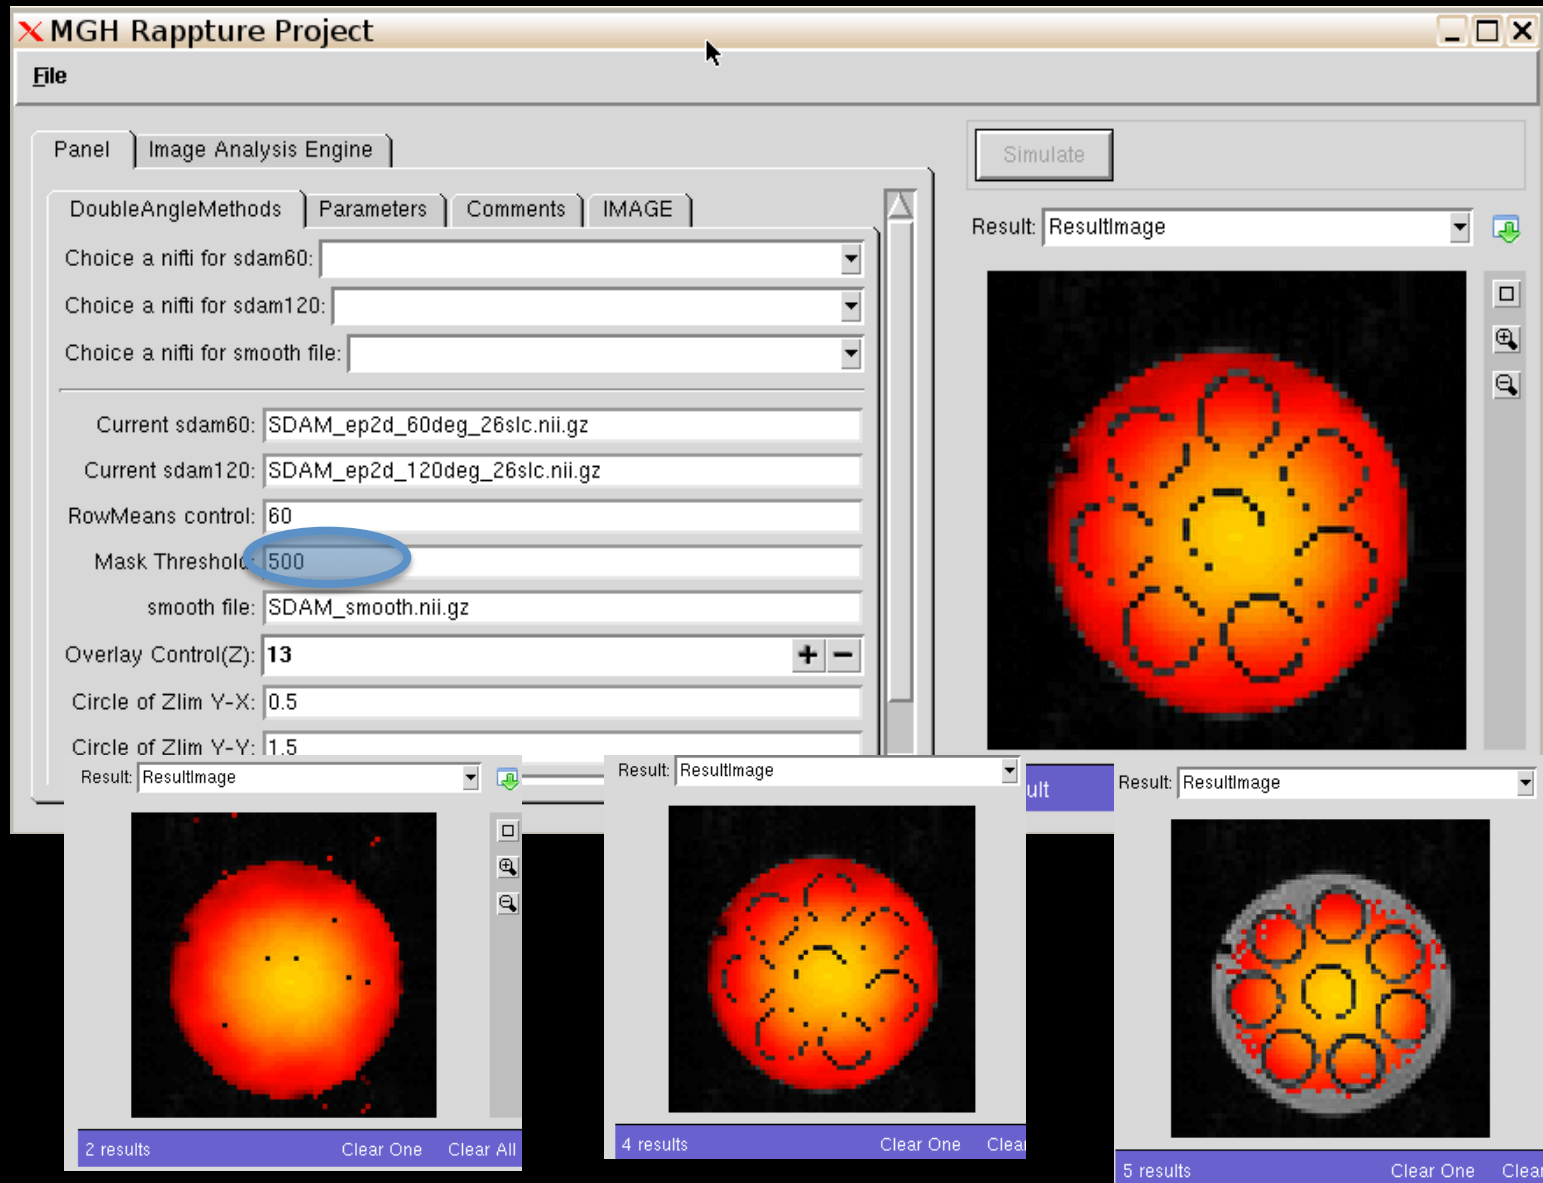 MGH Rappture Project
File
Panel
Image Analysis Engine
Simulate
DoubleAngleMethods
Parameters
Comments
IMAGE
Result: ResultImage
Choice a nifti for sdam60:
Choice a nifti for sdam120:
Choice a nifti for smooth file:
Current sdam60: SDAM_ep2d_60deg_26slc.nii.gz
Current sdam120: SDAM_ep2d_120deg_26slc.nii.gz
RowMeans control: 60
Mask Threshold: 500
smooth file: SDAM_smooth.nii.gz
Overlay Control(Z): 13
Circle of Zlim Y-X: 0.5
Circle of Zlim Y-Y: 1.5
Result: ResultImage
Result: ResultImage
ult
Result: ResultImage
2 results Clear One Clear All
4 results Clear One Clea
5 results Clear One Clear